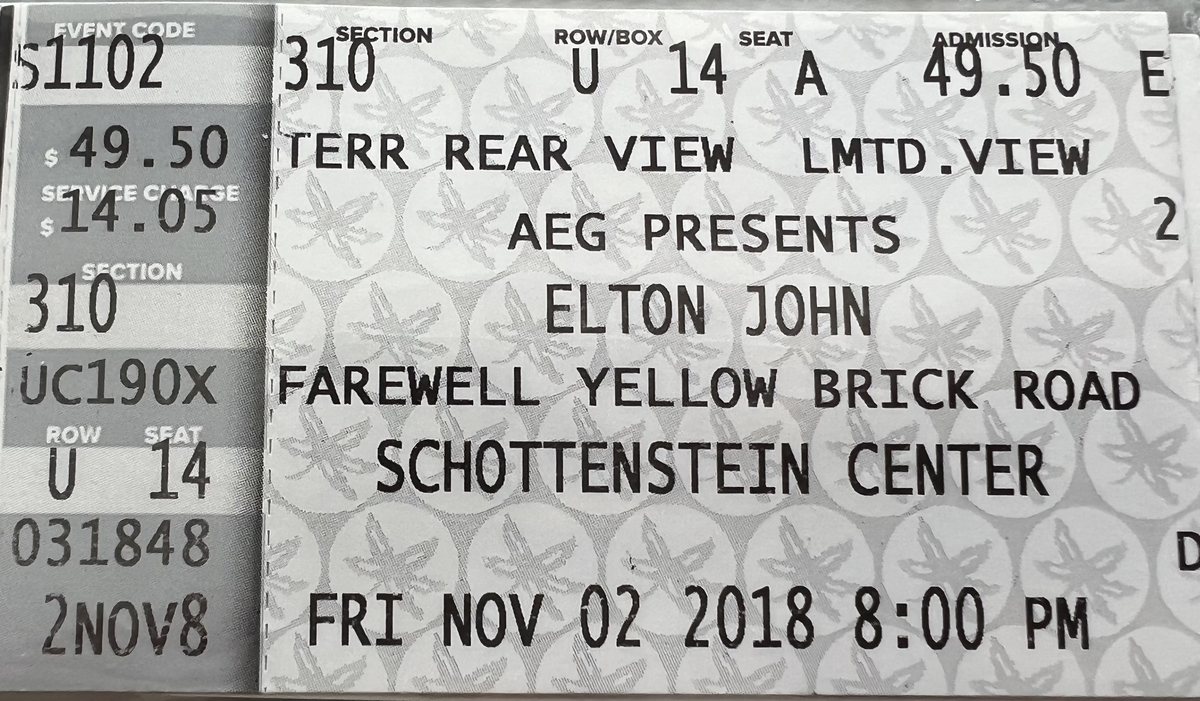 EVENT CODE
S1102
$ 49.50
SERVICE CHARGE
$ 14.05
SECTION
310
UC190X
ROW SEAT
U 14
031848
2NOV8
SECTION ROW/BOX SEAT ADMISSION
310 U 14 A 49.50 E
TERR REAR VIEW LMTD.VIEW
AEG PRESENTS 2
ELTON JOHN
FAREWELL YELLOW BRICK ROAD
SCHOTTENSTEIN CENTER
D
FRI NOV 02 2018 8:00 PM